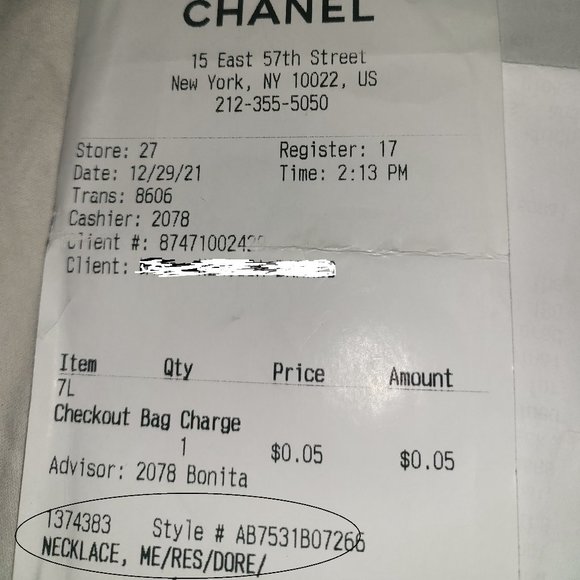 CHANEL
15 East 57th Street
New York, NY 10022, US
212-355-5050
Store: 27 Register: 17
Date: 12/29/21 Time: 2:13 PM
Trans: 8606
Cashier: 2078
Client #:
Client:
Item Qty Price Amount
7L
Checkout Bag Charge
1 $0.05 $0.05
Advisor: 2078 Bonita
1374383 Style # AB7531B07266
NECKLACE, ME/RES/DORE/